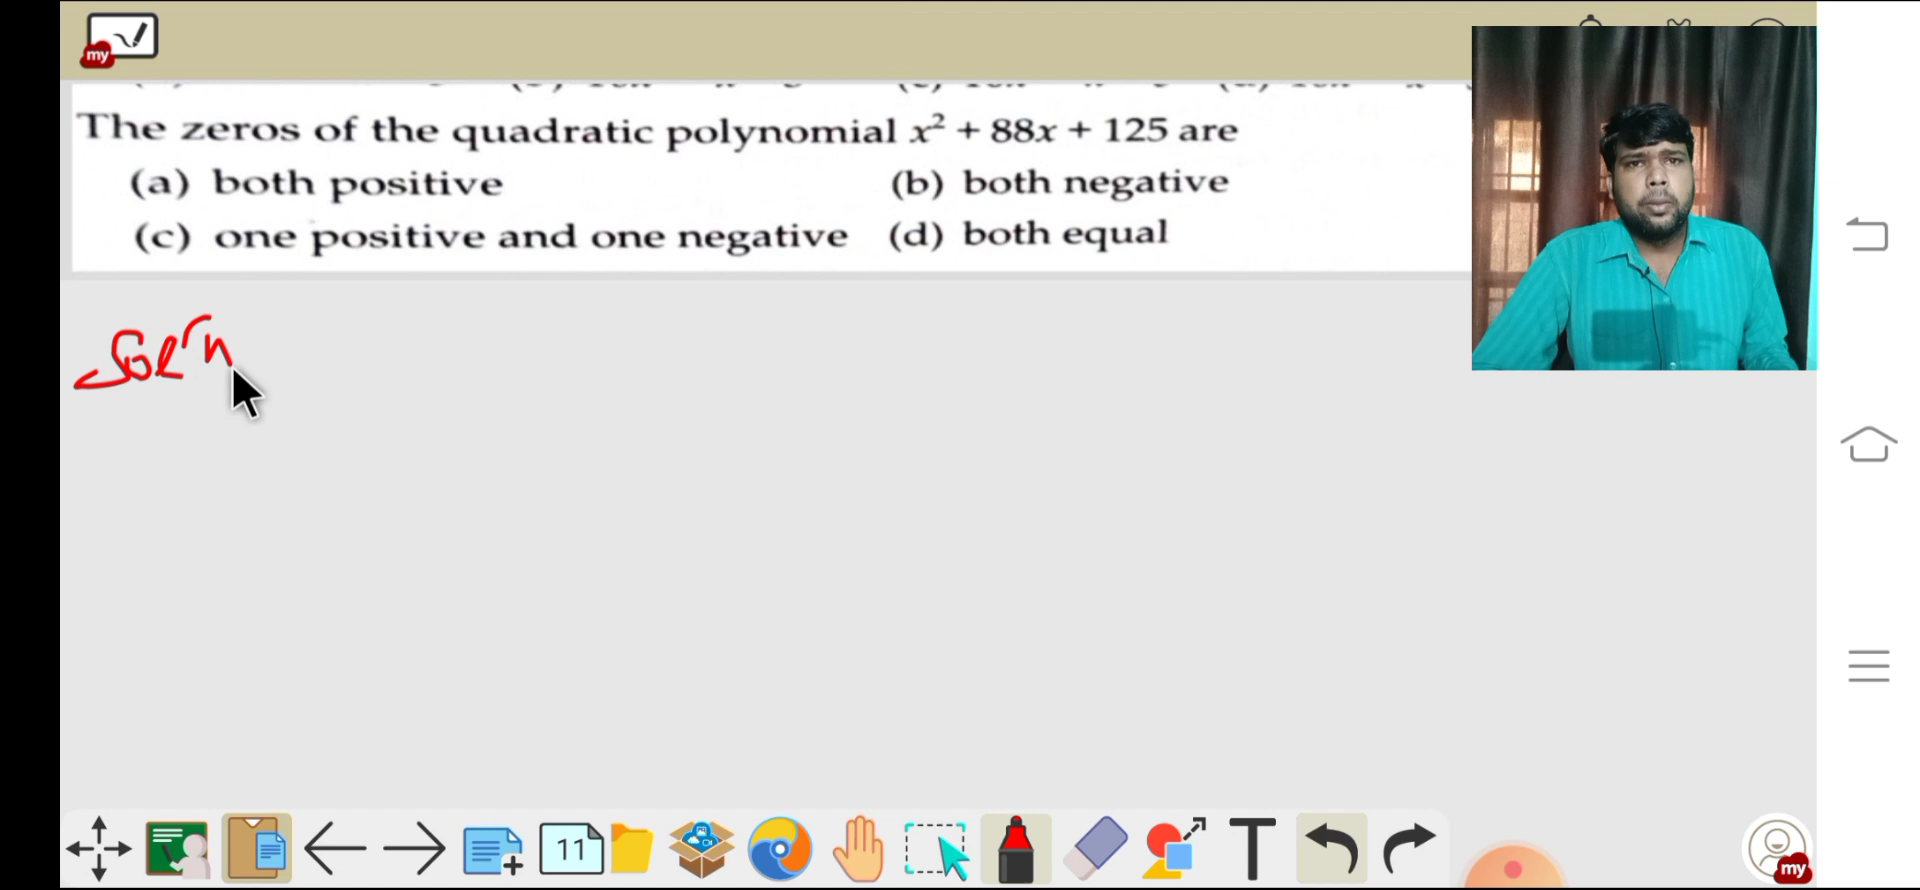 my
The zeros of the quadratic polynomial x² + 88x + 125 are
(a) both positive (b) both negative
(c) one positive and one negative (d) both equal
Sol'n
11
T
my